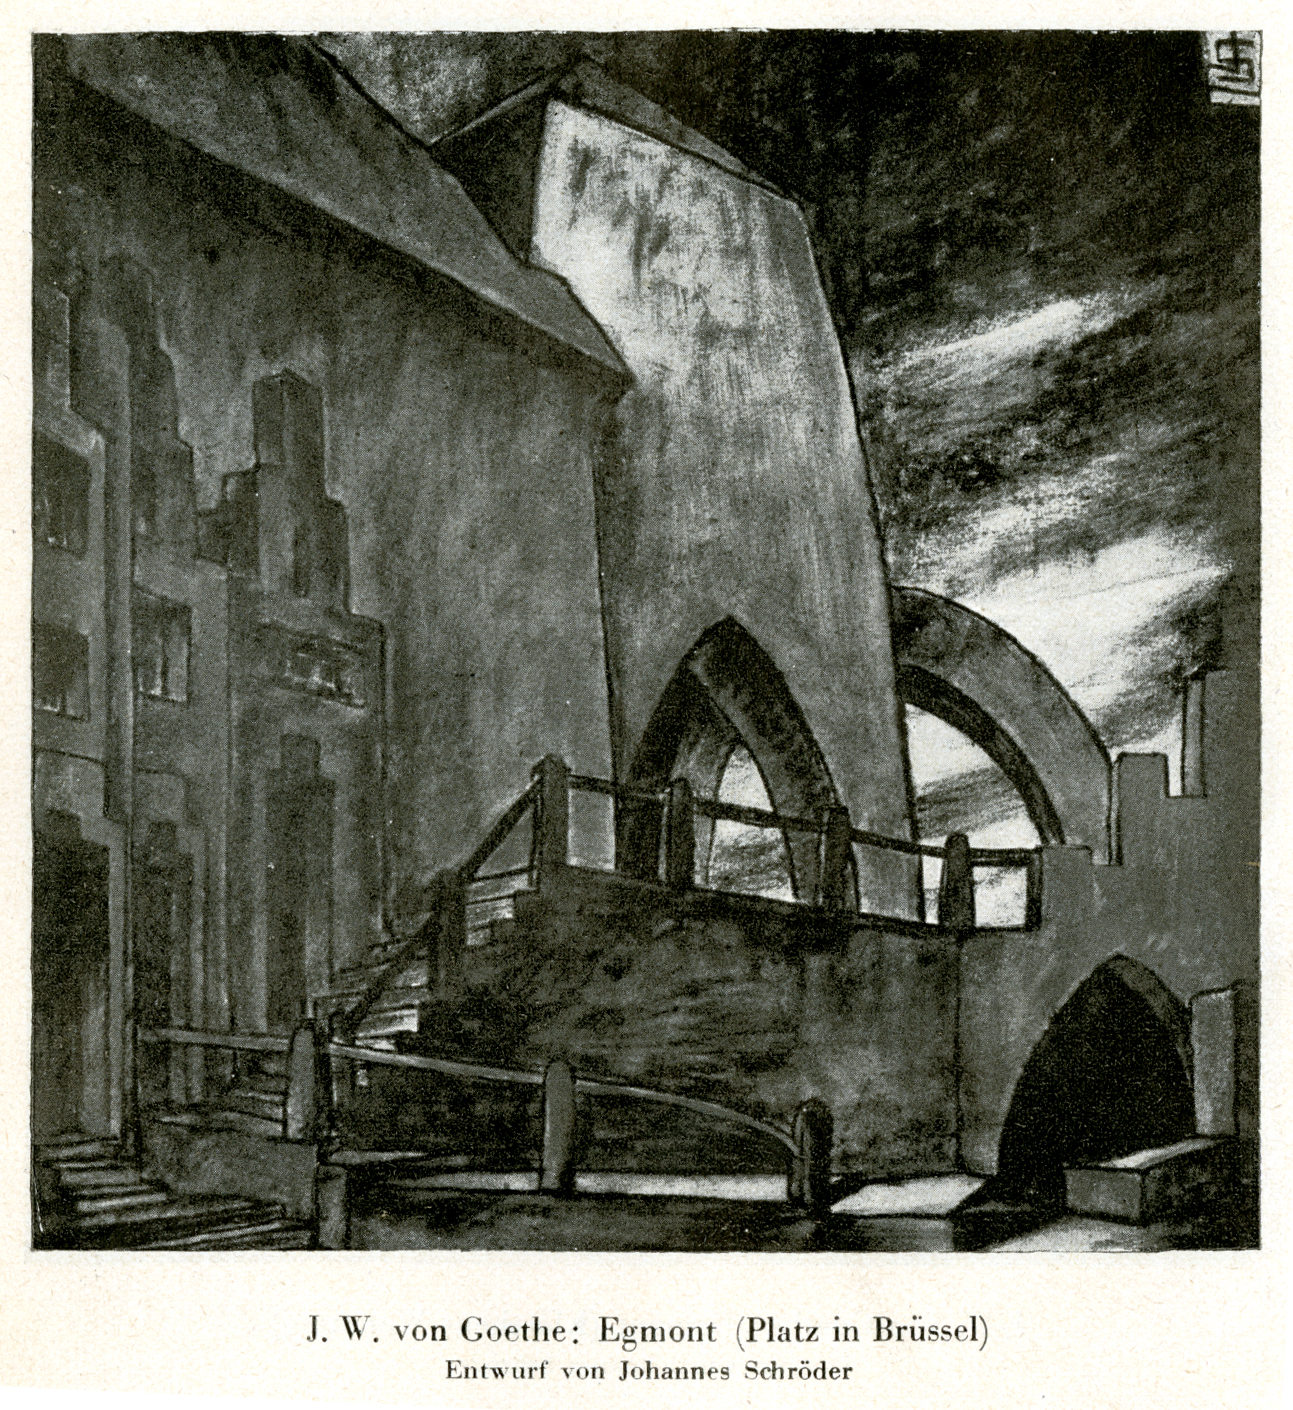 J. W. von Goethe: Egmont (Platz in Brüssel)
Entwurf von Johannes Schröder